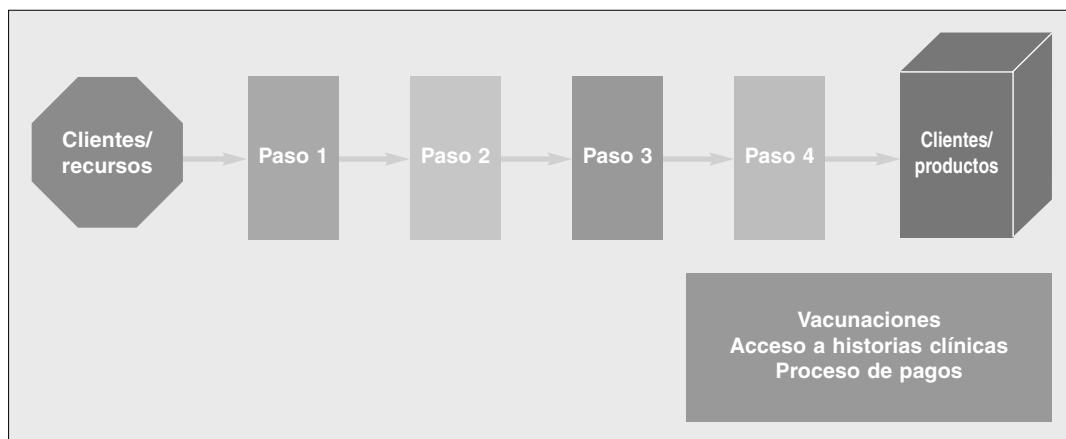 Clientes/
recursos
Paso 1
Paso 2
Paso 3
Paso 4
Clientes/
productos
Vacunaciones
Acceso a historias clínicas
Proceso de pagos